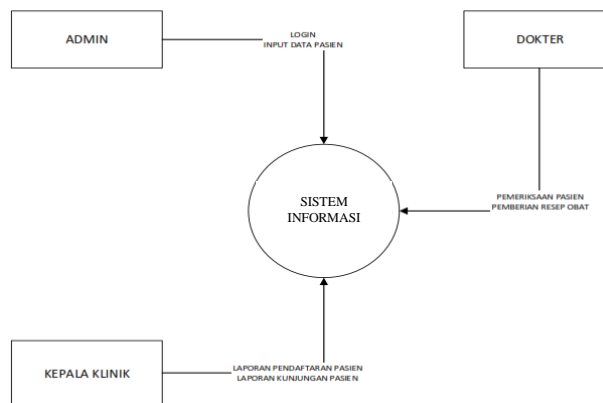 ADMIN
LOGIN
INPUT DATA PASIEN
DOKTER
SISTEM
INFORMASI
PEMERIKSAAN PASIEN
PEMBERIAN RESEP OBAT
KEPALA KLINIK
LAPORAN PENDAFTARAN PASIEN
LAPORAN KUNJUNGAN PASIEN